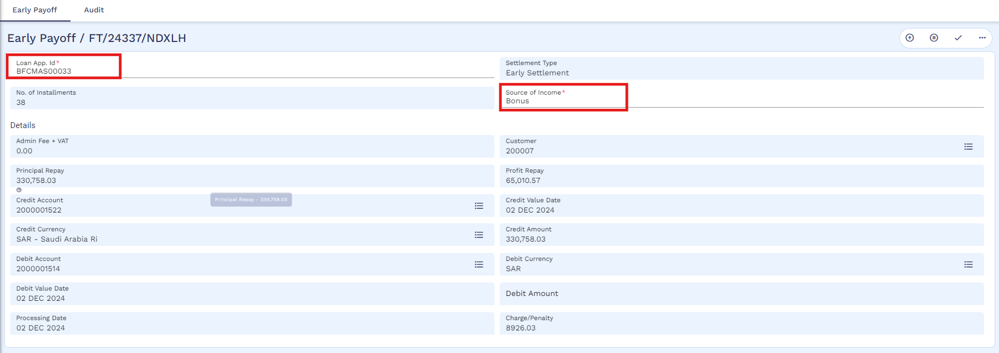 Early Payoff
Audit
Early Payoff / FT/24337/NDXLH
Loan App. Id*
BFCMAS00033
Settlement Type
Early Settlement
No. of Installments
38
Source of Income*
Bonus
Details
Admin Fee + VAT
0.00
Customer
200007
Principal Repay
330,758.03
Profit Repay
65,010.57
Principal Repay - 330,758.03
Credit Account
2000001522
Credit Value Date
02 DEC 2024
Credit Currency
SAR - Saudi Arabia Ri
Credit Amount
330,758.03
Debit Account
2000001514
Debit Currency
SAR
Debit Value Date
02 DEC 2024
Debit Amount
Processing Date
02 DEC 2024
Charge/Penalty
8926.03